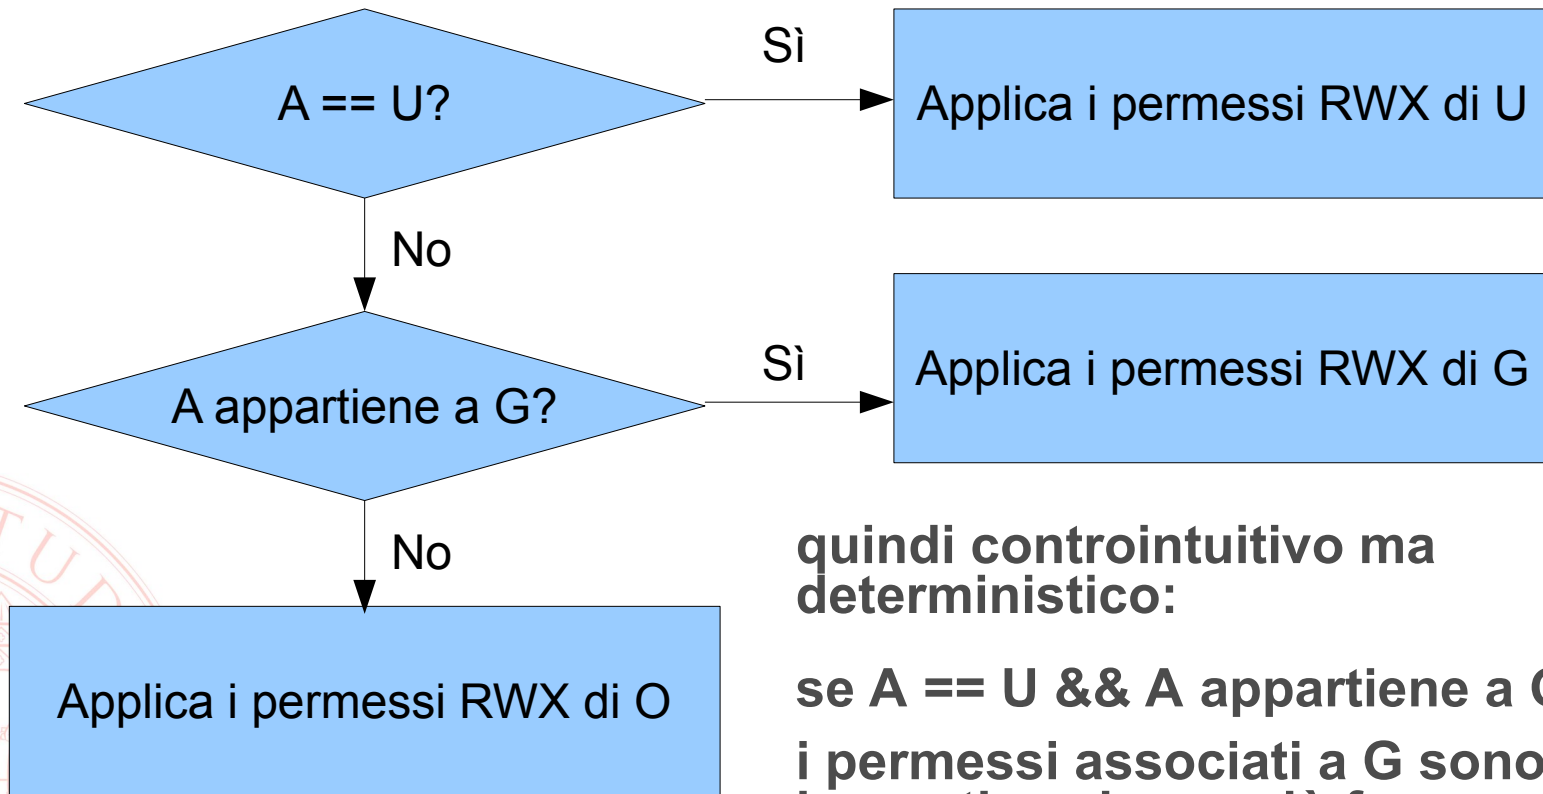 A == U?
Sì
Applica i permessi RWX di U
No
A appartiene a G?
Sì
Applica i permessi RWX di G
No
Applica i permessi RWX di O
quindi controintuitivo ma
deterministico:
se A == U && A appartiene a
i permessi associati a G sono